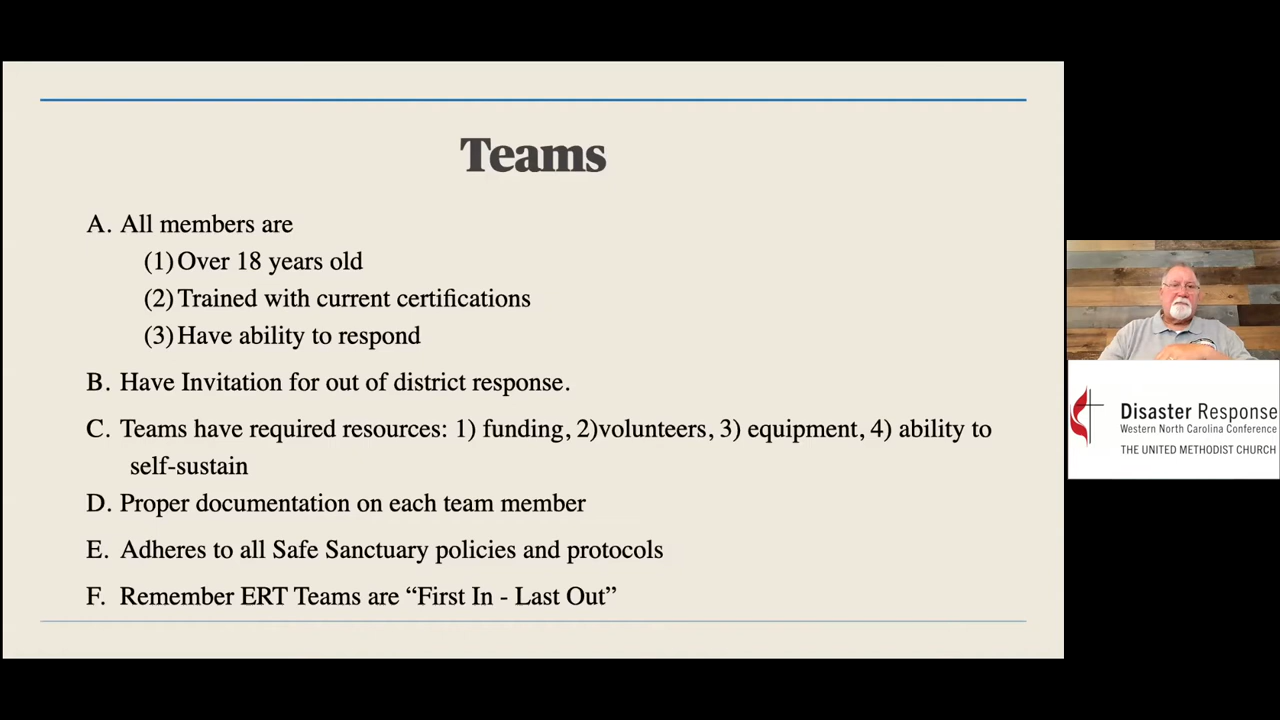 Teams
A. All members are
(1) Over 18 years old
(2) Trained with current certifications
(3) Have ability to respond
B. Have Invitation for out of district response.
C. Teams have required resources: 1) funding, 2)volunteers, 3) equipment, 4) ability to
self-sustain
D. Proper documentation on each team member
E. Adheres to all Safe Sanctuary policies and protocols
F. Remember ERT Teams are “First In - Last Out”
Disaster Response
Western North Carolina Conference
THE UNITED METHODIST CHURCH